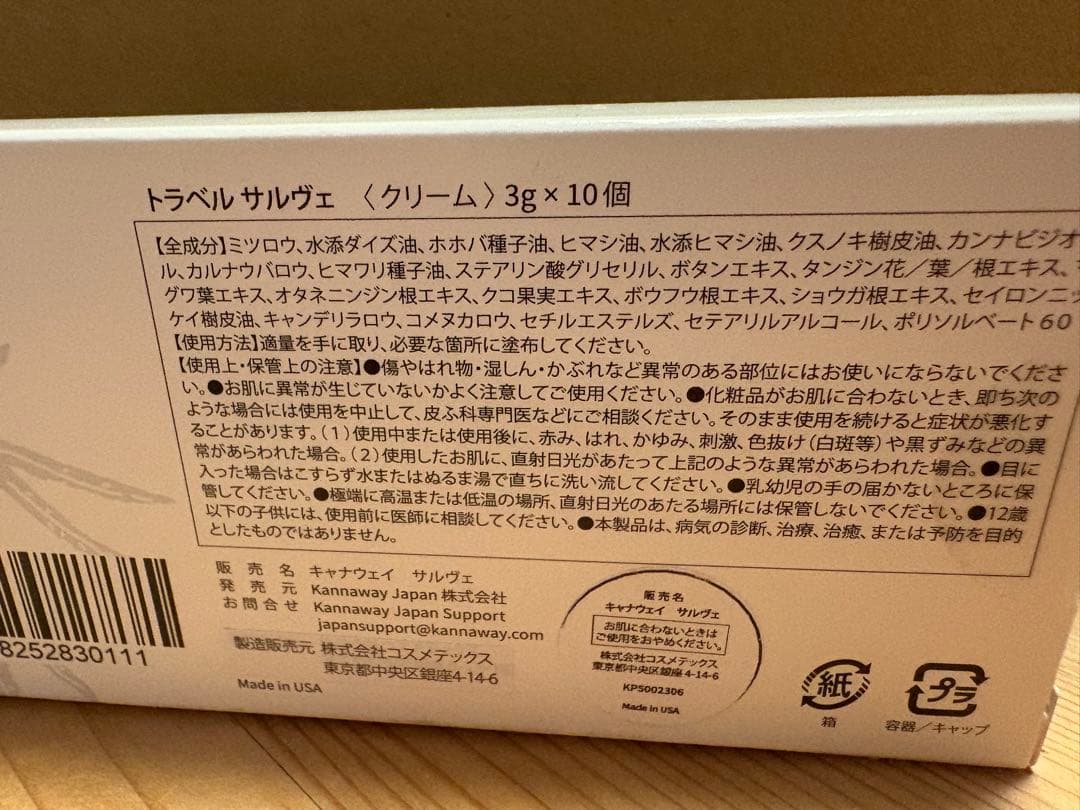 トラベル サルヴェ 〈クリーム〉3g×10個
【全成分】ミツロウ、水添ダイズ油、ホホバ種子油、ヒマシ油、水添ヒマシ油、クスノキ樹皮油、カンナビジオ
ル、カルナウバロウ、ヒマワリ種子油、ステアリン酸グリセリル、ボタンエキス、タンジン花／葉／根エキス、
グワ葉エキス、オタネニンジン根エキス、クコ果実エキス、ボウフウ根エキス、ショウガ根エキス、セイロンニッ
ケイ樹皮油、キャンデリラロウ、コメヌカロウ、セチルエステルズ、セテアリルアルコール、ポリソルベート60
【使用方法】適量を手に取り、必要な箇所に塗布してください。
【使用上・保管上の注意】●傷やはれ物・湿しん・かぶれなど異常のある部位にはお使いにならないでくださ
い。●お肌に異常が生じていないかよく注意してご使用ください。●化粧品がお肌に合わないとき、即ち次の
ような場合には使用を中止して、皮ふ科専門医などにご相談ください。そのまま使用を続けると症状が悪化す
ることがあります。（1）使用中または使用後に、赤み、はれ、かゆみ、刺激、色抜け（白斑等）や黒ずみなどの異
常があらわれた場合。（2）使用したお肌に、直射日光があたって上記のような異常があらわれた場合。●目に
入った場合はこすらず水またはぬるま湯で直ちに洗い流してください。●乳幼児の手の届かないところに保
管してください。●極端に高温または低温の場所、直射日光のあたる場所には保管しないでください。●12歳
以下の子供には、使用前に医師に相談してください。●本製品は、病気の診断、治療、治癒、または予防を目的
としたものではありません。
販売名 キャナウェイ サルヴェ
発売元 Kannaway Japan 株式会社
お問合せ Kannaway Japan Support
japansupport@kannaway.com
製造販売元 株式会社コスメテックス
東京都中央区銀座4-14-6
Made in USA
8252830111
販売名
キャナウェイ サルヴェ
お肌に合わないときは
ご使用をおやめください。
株式会社コスメテックス
東京都中央区銀座4-14-6
KPS002306
Made in USA
紙
箱
プラ
容器／キャップ